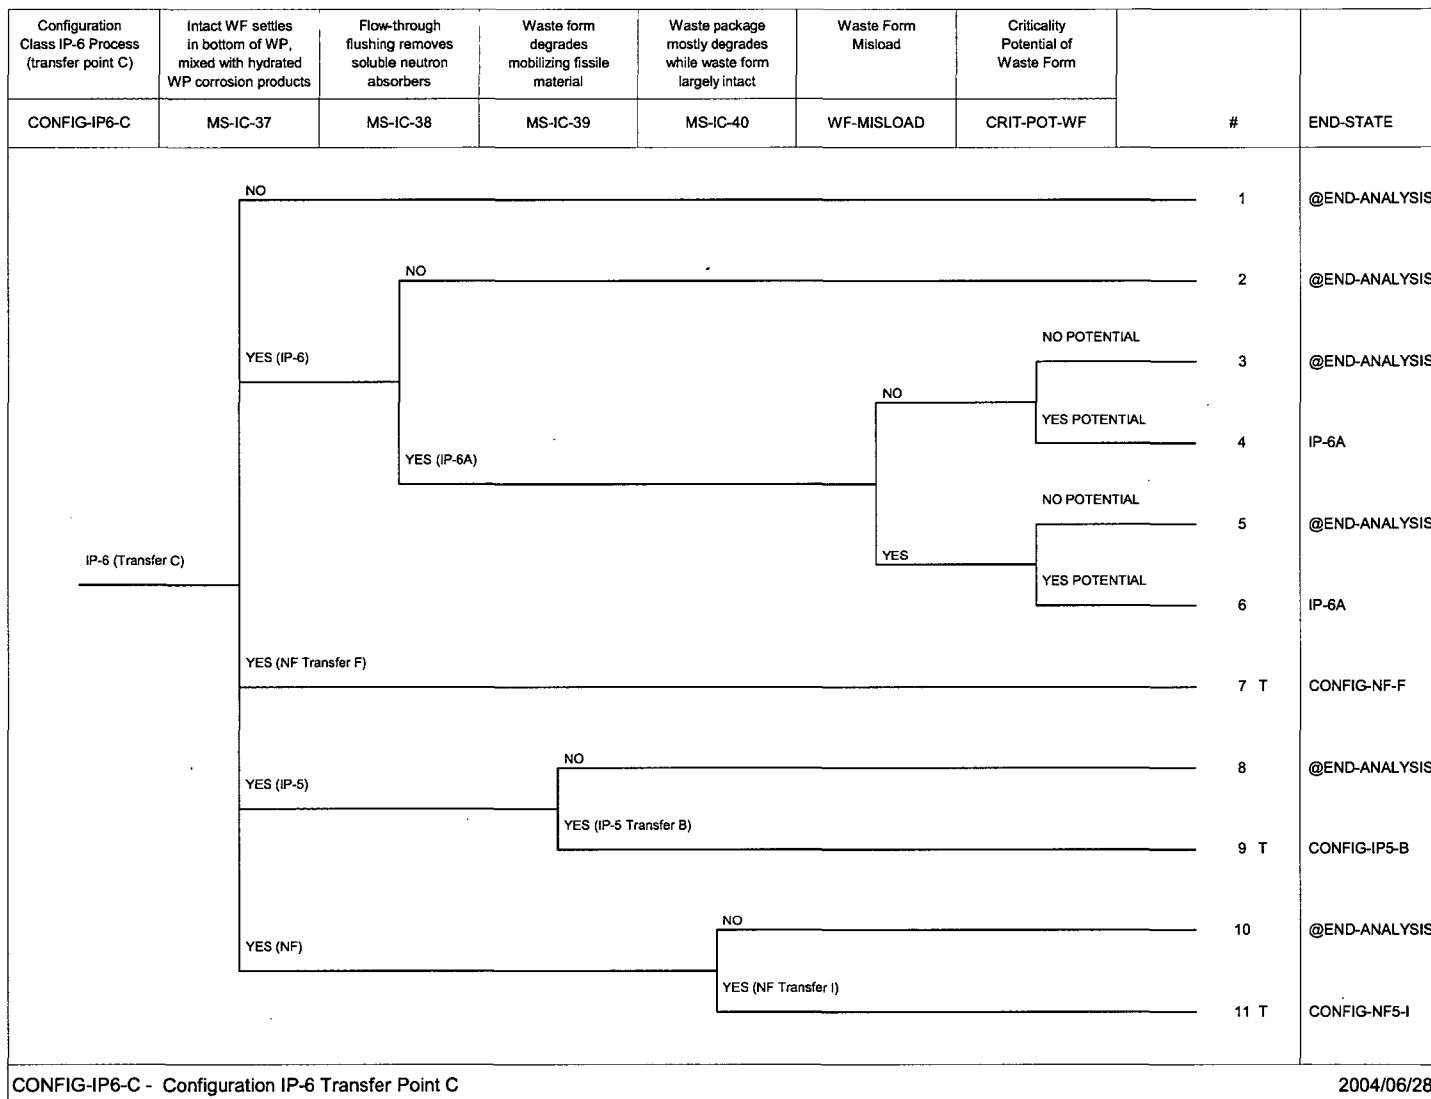 Configuration
Class IP-6 Process
(transfer point C)
Intact WF settles
in bottom of WP,
mixed with hydrated
WP corrosion products
Flow-through
flushing removes
soluble neutron
absorbers
Waste form
degrades
mobilizing fissile
material
Waste package
mostly degrades
while waste form
largely intact
Waste Form
Misload
Criticality
Potential of
Waste Form
CONFIG-IP6-C
MS-IC-37
MS-IC-38
MS-IC-39
MS-IC-40
WF-MISLOAD
CRIT-POT-WF
#
END-STATE
NO
1
@END-ANALYSIS
NO
2
@END-ANALYSIS
NO POTENTIAL
YES (IP-6)
3
@END-ANALYSIS
NO
YES POTENTIAL
4
IP-6A
YES (IP-6A)
NO POTENTIAL
5
@END-ANALYSIS
IP-6 (Transfer C)
YES
YES POTENTIAL
6
IP-6A
YES (NF Transfer F)
7 T
CONFIG-NF-F
NO
8
@END-ANALYSIS
YES (IP-5)
YES (IP-5 Transfer B)
9 T
CONFIG-IP5-B
NO
10
@END-ANALYSIS
YES (NF)
YES (NF Transfer I)
11 T
CONFIG-NF5-I
CONFIG-IP6-C - Configuration IP-6 Transfer Point C
2004/06/28